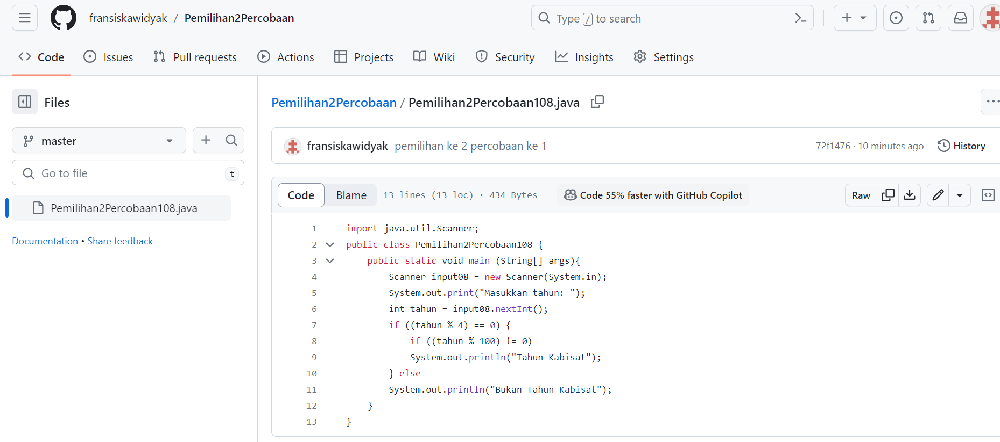 fransiskawidyak / Pemilihan2Percobaan
Type / to search
Code Issues Pull requests Actions Projects Wiki Security Insights Settings
Files
master
Go to file t
Pemilihan2Percobaan108.java
Documentation • Share feedback
Pemilihan2Percobaan / Pemilihan2Percobaan108.java
fransiskawidyak pemilihan ke 2 percobaan ke 1 72f1476 · 10 minutes ago History
Code Blame 13 lines (13 loc) · 434 Bytes Code 55% faster with GitHub Copilot Raw
1 import java.util.Scanner;
2 public class Pemilihan2Percobaan108 {
3 public static void main (String[] args){
4 Scanner input08 = new Scanner(System.in);
5 System.out.print("Masukkan tahun: ");
6 int tahun = input08.nextInt();
7 if ((tahun % 4) == 0) {
8 if ((tahun % 100) != 0)
9 System.out.println("Tahun Kabisat");
10 } else
11 System.out.println("Bukan Tahun Kabisat");
12 }
13 }